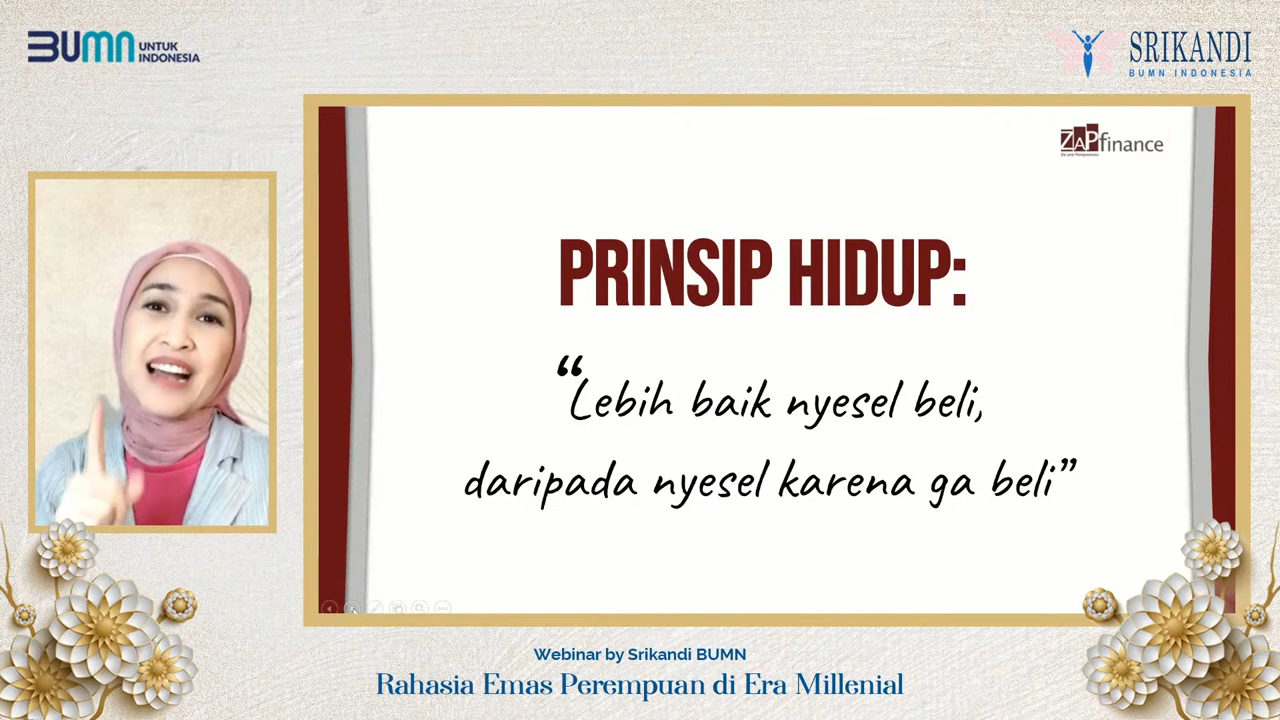 BUMN UNTUK INDONESIA
SRIKANDI
BUMN INDONESIA
ZAPfinance
PRINSIP HIDUP:
“Lebih baik nyesel beli,
daripada nyesel karena ga beli”
Webinar by Srikandi BUMN
Rahasia Emas Perempuan di Era Millenial